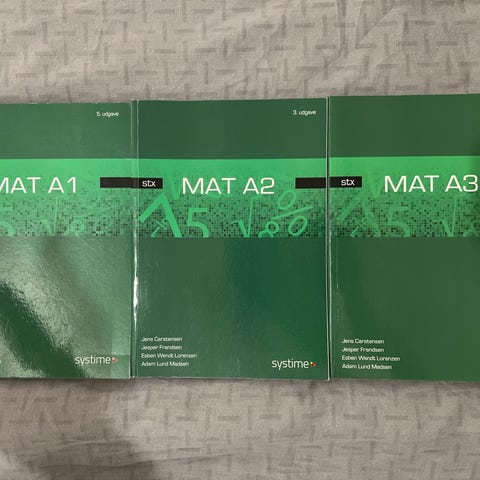 5. udgave
MAT A1
systime
3. udgave
stx
MAT A2
Jens Carstensen
Jesper Frandsen
Esben Wendt Lorenzen
Adam Lund Madsen
systime
stx
MAT A3
Jens Carstensen
Jesper Frandsen
Esben Wendt Lorenzen
Adam Lund Madsen